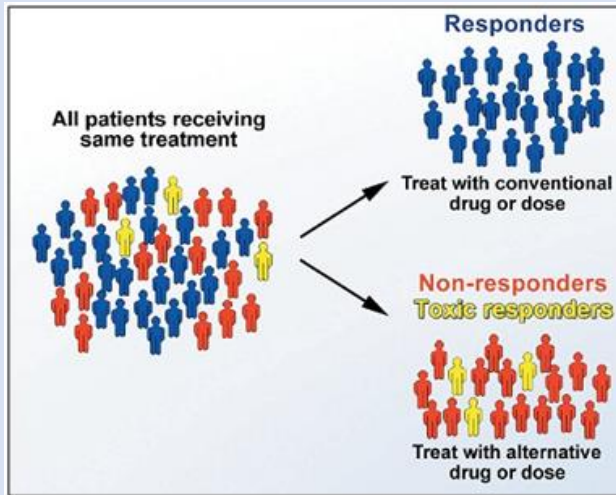 All patients receiving
same treatment
Responders
Treat with conventional
drug or dose
Non-responders
Toxic responders
Treat with alternative
drug or dose